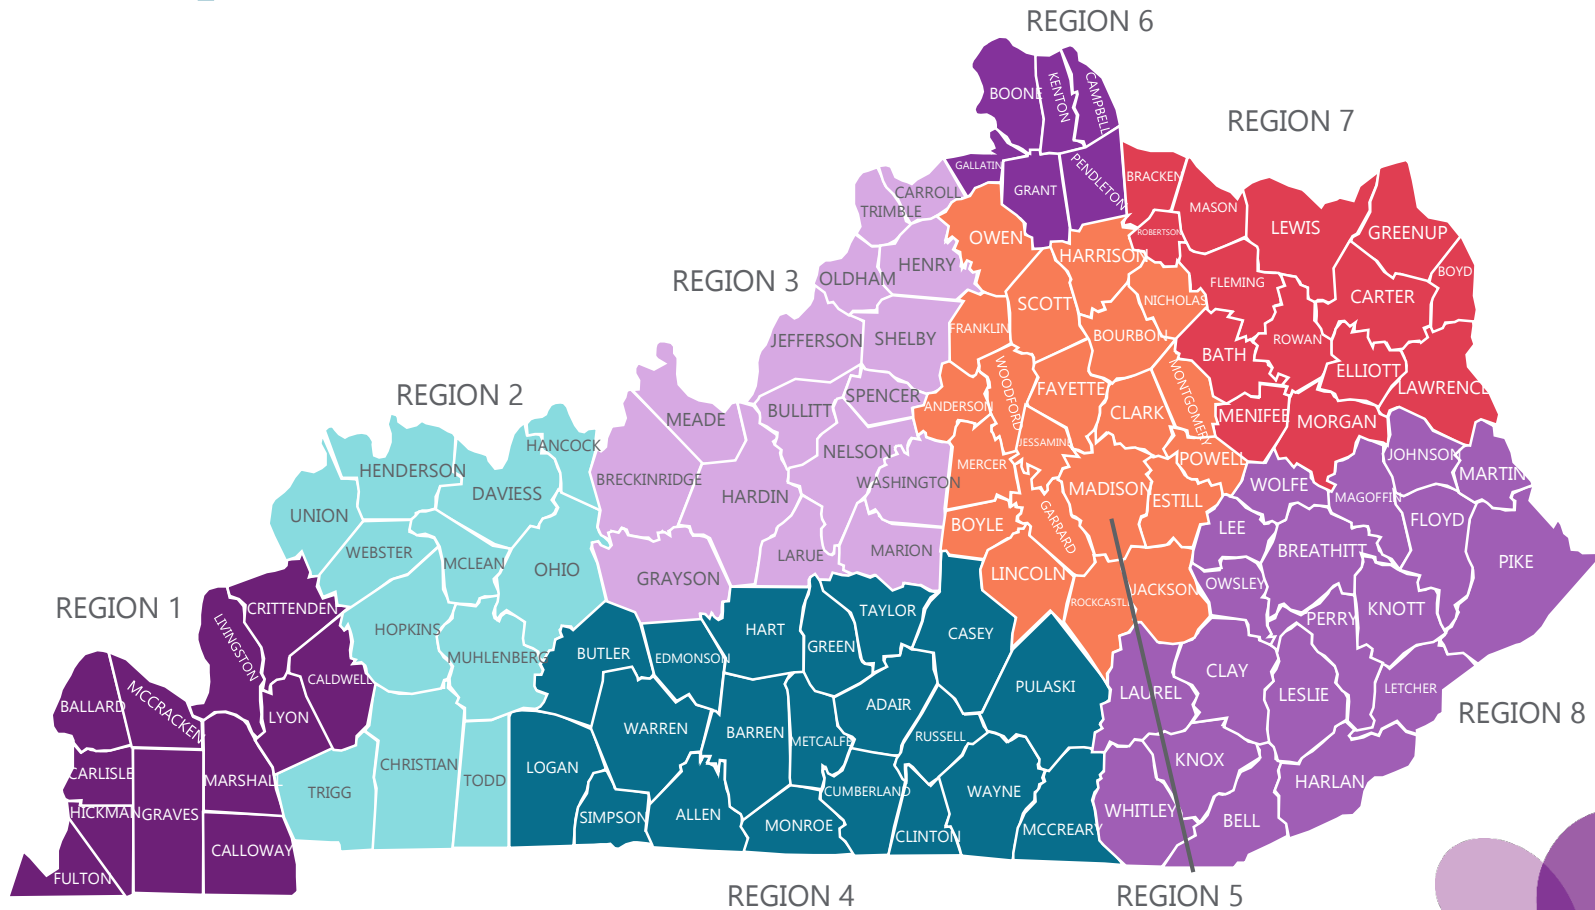 REGION 6
BOONE
KENTON
CAMPBELL
GALLATIN
GRANT
PENDLETON
REGION 7
BRACKEN
MASON
ROBERTSON
LEWIS
GREENUP
BOYD
FLEMING
CARTER
ROWAN
BATH
ELLIOTT
LAWRENCE
MENIFEE
MORGAN
REGION 3
CARROLL
TRIMBLE
HENRY
OLDHAM
JEFFERSON
SHELBY
SPENCER
BULLITT
MEADE
NELSON
BRECKINRIDGE
HARDIN
WASHINGTON
LARUE
MARION
GRAYSON
OWEN
HARRISON
SCOTT
NICHOLAS
FRANKLIN
BOURBON
WOODFORD
FAYETTE
MONTGOMERY
ANDERSON
CLARK
JESSAMINE
MERCER
POWELL
MADISON
ESTILL
GARRARD
BOYLE
LINCOLN
ROCKCASTLE
JACKSON
REGION 2
HANCOCK
HENDERSON
DAVIESS
UNION
WEBSTER
MCLEAN
OHIO
HOPKINS
MUHLENBERG
CHRISTIAN
TODD
TRIGG
REGION 1
CRITTENDEN
LIVINGSTON
CALDWELL
LYON
BALLARD
MCCRACKEN
CARLISLE
MARSHALL
HICKMAN
GRAVES
CALLOWAY
FULTON
HART
TAYLOR
GREEN
CASEY
BUTLER
EDMONSON
PULASKI
ADAIR
WARREN
BARREN
METCALFE
RUSSELL
LOGAN
SIMPSON
ALLEN
MONROE
CUMBERLAND
CLINTON
WAYNE
MCCREARY
JOHNSON
MARTIN
WOLFE
MAGOFFIN
FLOYD
LEE
BREATHITT
PIKE
OWSLEY
PERRY
KNOTT
CLAY
LAUREL
LESLIE
LETCHER
REGION 8
KNOX
HARLAN
WHITLEY
BELL
REGION 4
REGION 5